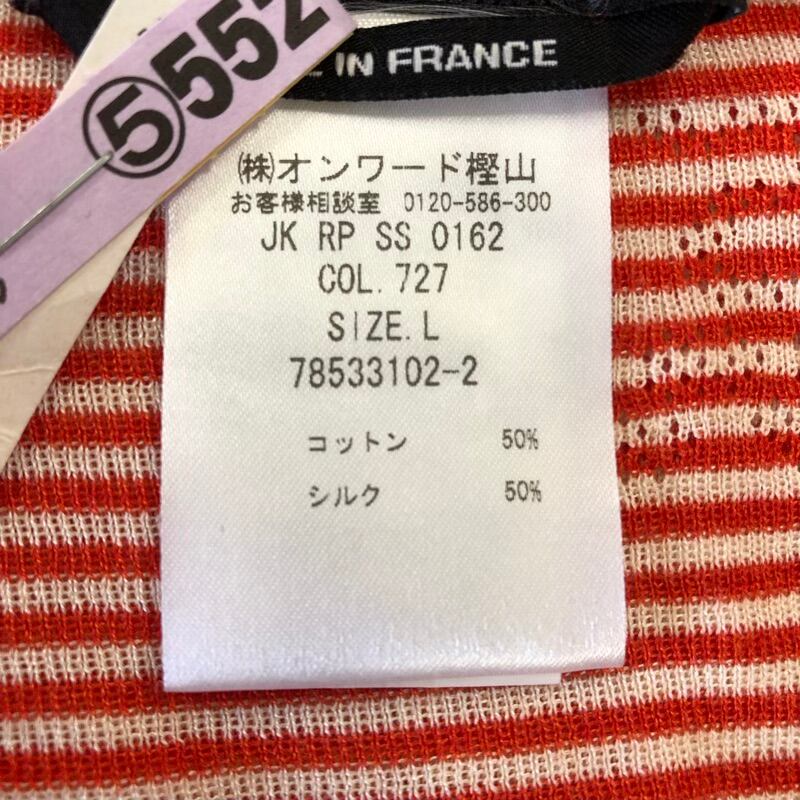 ⑤552
IN FRANCE
㈱オンワード樫山
お客様相談室 0120-586-300
JK RP SS 0162
COL.727
SIZE.L
78533102-2
コットン 50%
シルク 50%